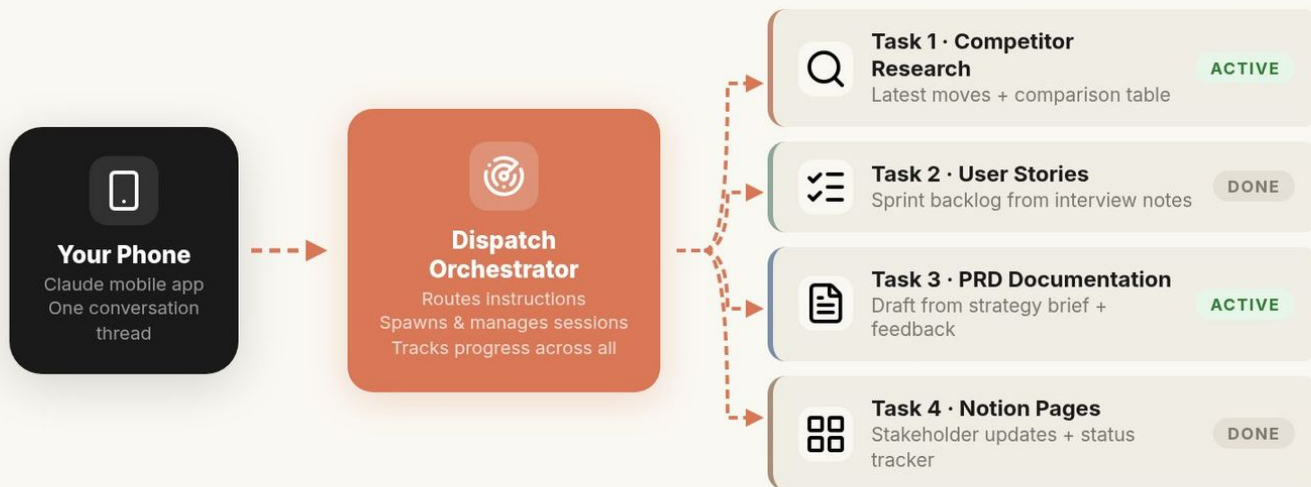 Your Phone
Claude mobile app
One conversation
thread
Dispatch
Orchestrator
Routes instructions
Spawns & manages sessions
Tracks progress across all
Task 1 · Competitor
Research
Latest moves + comparison table
ACTIVE
Task 2 · User Stories
Sprint backlog from interview notes
DONE
Task 3 · PRD Documentation
Draft from strategy brief +
feedback
ACTIVE
Task 4 · Notion Pages
Stakeholder updates + status
tracker
DONE